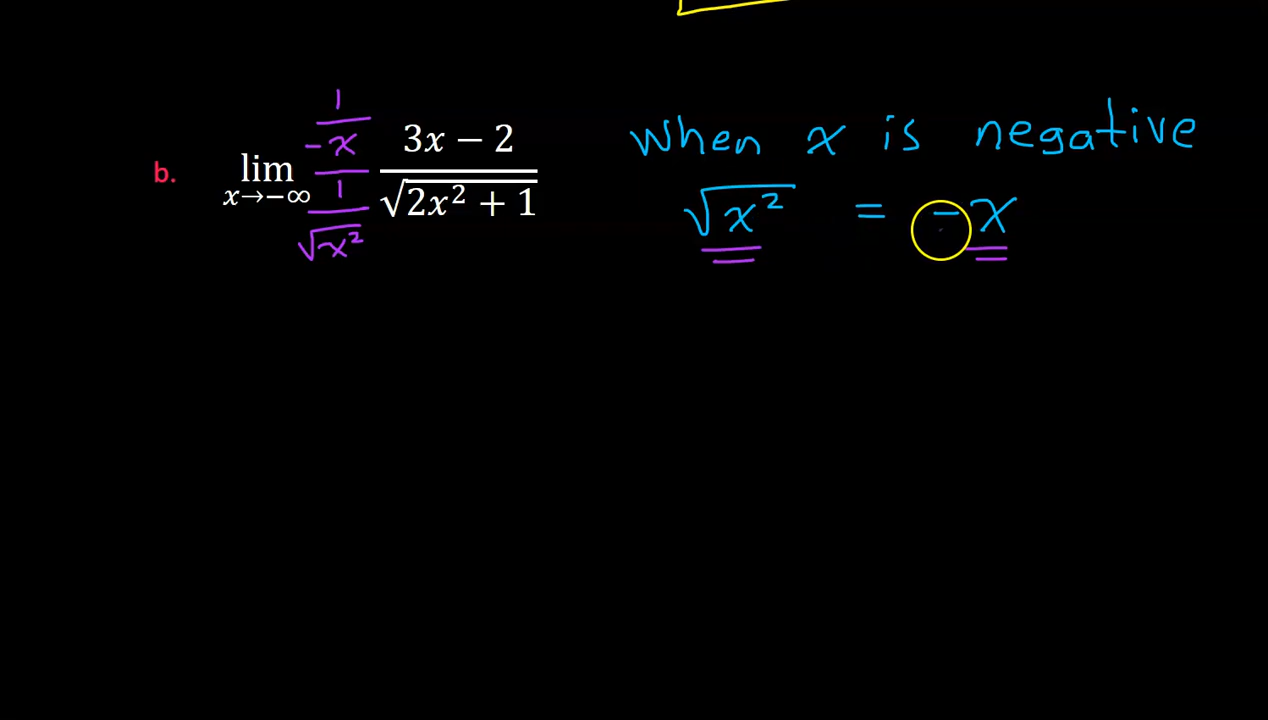 b. lim x→−∞ (1/−x)/(1/√x²) (3x − 2)/√(2x² + 1)
When x is negative
√x² = −x